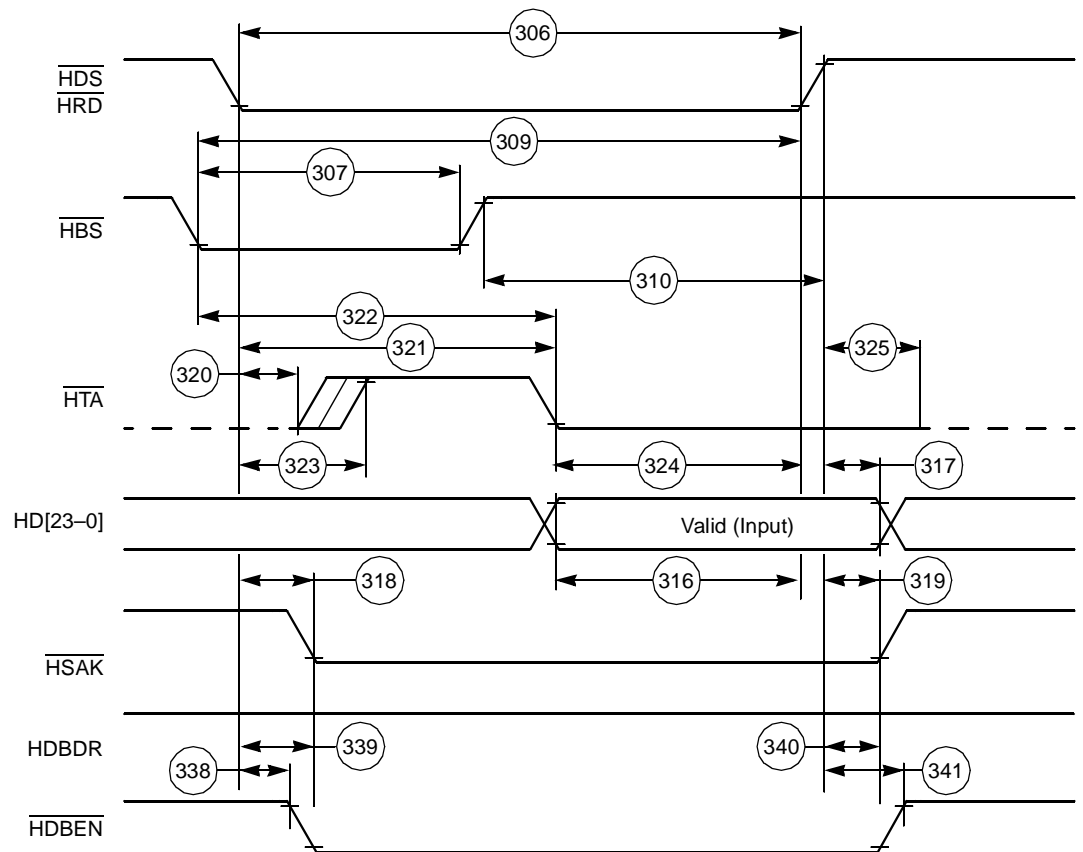 306
HDS
HRD
309
307
HBS
310
322
321
325
320
HTA
323
324
317
HD[23–0]
Valid (Input)
318
316
319
HSAK
HDBDR
339
340
338
341
HDBEN